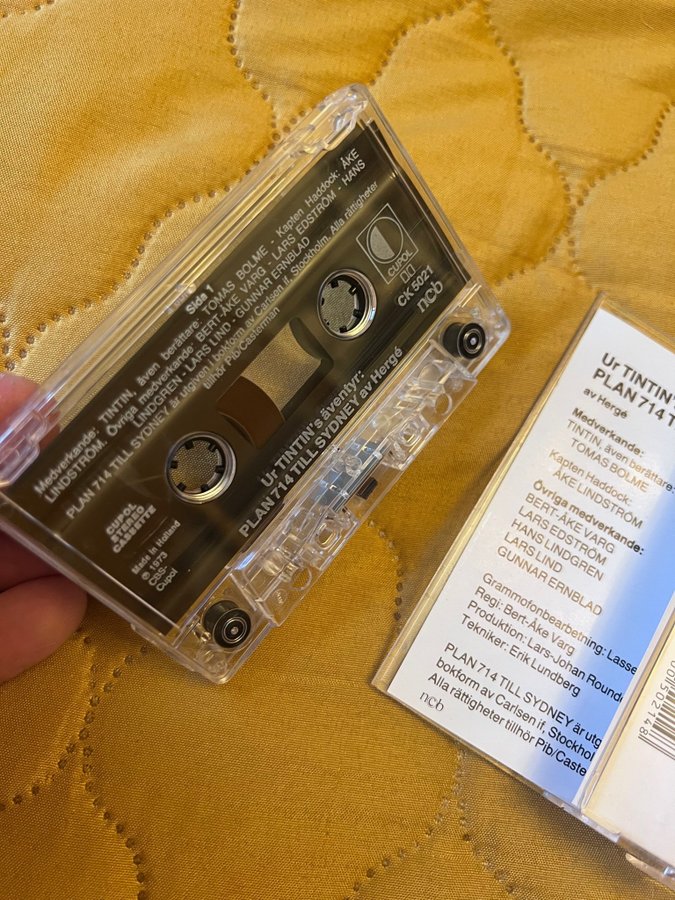 Side 1
Medverkande: TINTIN, även berättare: TOMAS BOLME - Kapten Haddock: ÅKE
LINDSTRÖM. Övriga medverkande BERT-ÅKE VARG - LARS EDSTRÖM - HANS
LINDGREN - LARS LIND - GUNNAR ERNBLAD
PLAN 714 TILL SYDNEY är utgiven i bokform av Carlsen if, Stockholm. Alla rättigheter
tillhör Pib/Casterman
CUPOL
CK 5021
ncb
CUPOL
STEREO
CASSETTE
Made in Holland
℗ 1973
CBS-
Cupol
Ur TINTIN's äventyr:
PLAN 714 TILL SYDNEY av Hergé
Ur TINTIN'
PLAN 714 T
av Hergé
Medverkande:
TINTIN, även berättare:
TOMAS BOLME
Kapten Haddock:
ÅKE LINDSTRÖM
Övriga medverkande:
BERT-ÅKE VARG
LARS EDSTRÖM
HANS LINDGREN
LARS LIND
GUNNAR ERNBLAD
Grammofonbearbetning: Lasse
Regi: Bert-Åke Varg
Produktion: Lars-Johan Round
Tekniker: Erik Lundberg
PLAN 714 TILL SYDNEY är utg
bokform av Carlsen if, Stockho
Alla rättigheter tillhör Pib/Caste
ncb